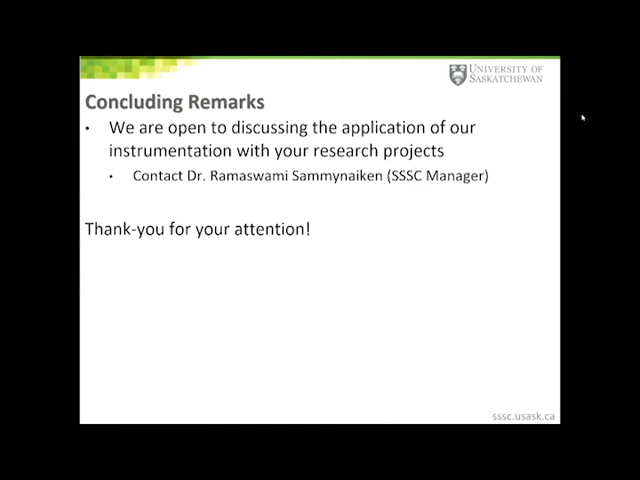 UNIVERSITY OF
SASKATCHEWAN
Concluding Remarks
• We are open to discussing the application of our
instrumentation with your research projects
• Contact Dr. Ramaswami Sammynaiken (SSSC Manager)
Thank-you for your attention!
sssc.usask.ca